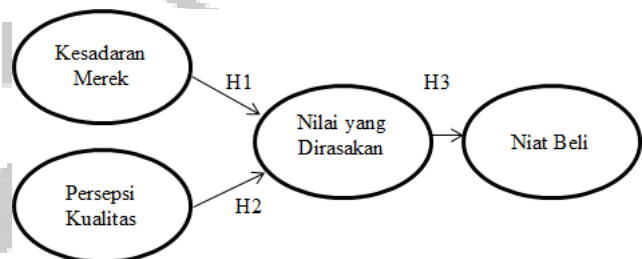 Kesadaran
Merek
H1
H3
Nilai yang
Dirasakan
Niat Beli
Persepsi
Kualitas
H2